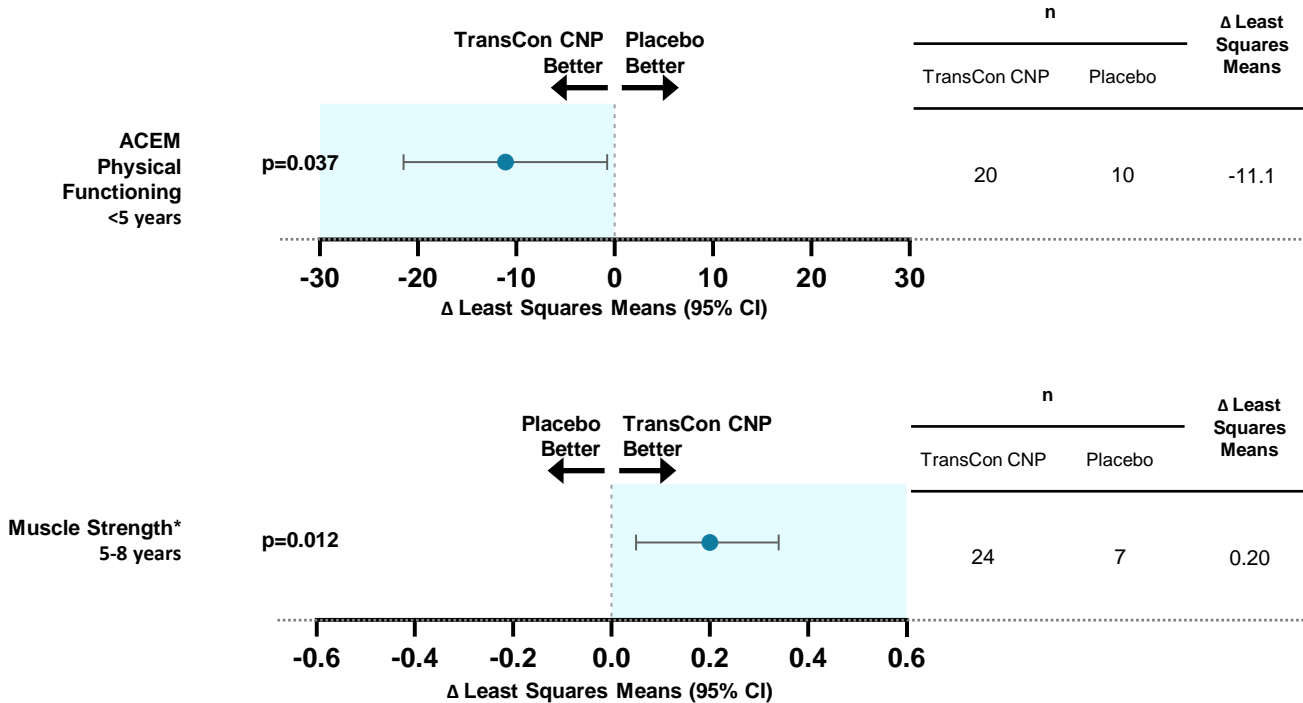 n
Δ Least
Squares
Means
TransCon CNP
Placebo
TransCon CNP
Better
Placebo
Better
ACEM
Physical
Functioning
<5 years
p=0.037
20
10
-11.1
-30
-20
-10
0
10
20
30
Δ Least Squares Means (95% CI)
n
Δ Least
Squares
Means
TransCon CNP
Placebo
Placebo
Better
TransCon CNP
Better
Muscle Strength*
5-8 years
p=0.012
24
7
0.20
-0.6
-0.4
-0.2
0.0
0.2
0.4
0.6
Δ Least Squares Means (95% CI)